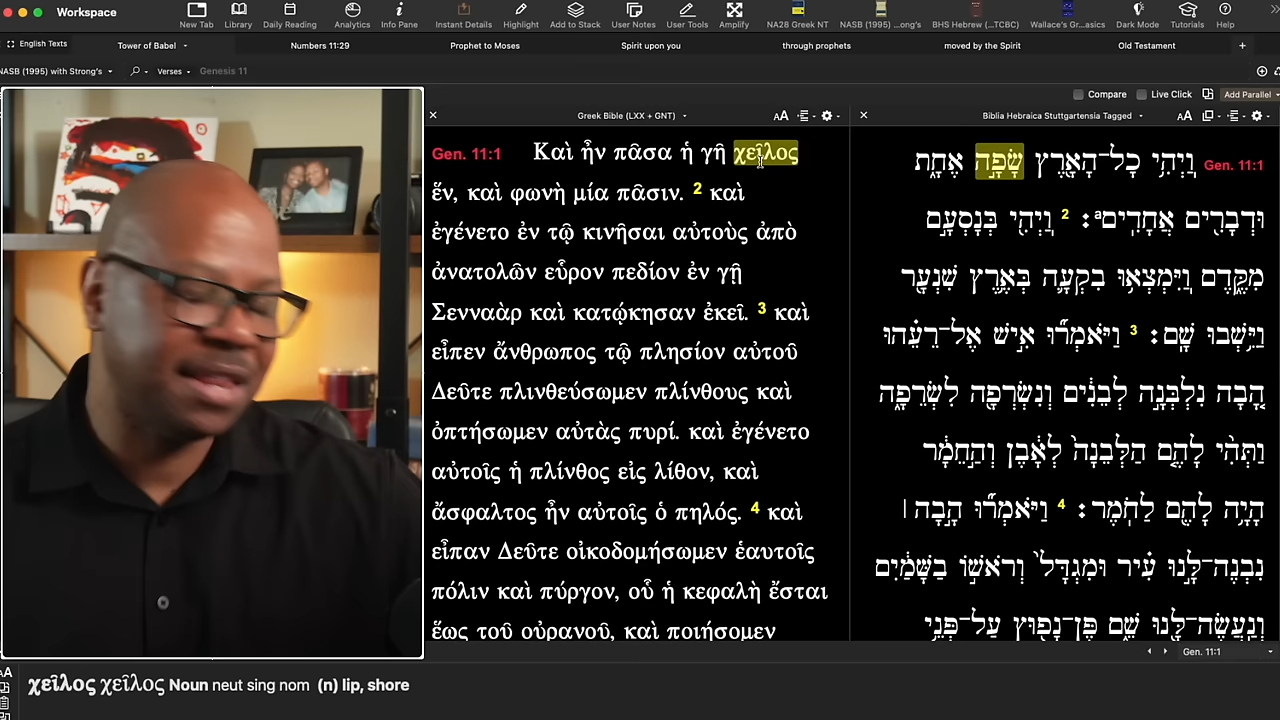 Workspace
New Tab
Library
Daily Reading
Analytics
Info Pane
Instant Details
Highlight
Add to Stack
User Notes
User Tools
Amplify
NA28 Greek NT
NASB (1995) ...ong's
BHS Hebrew (...TCBC)
Wallace's Gr...asics
Dark Mode
Tutorials
Help
English Texts
Tower of Babel
Numbers 11:29
Prophet to Moses
Spirit upon you
through prophets
moved by the Spirit
Old Testament
NASB (1995) with Strong's
Verses
Genesis 11
Compare
Live Click
Add Parallel
Greek Bible (LXX + GNT)
AA
Gen. 11:1 Καὶ ἦν πᾶσα ἡ γῆ χεῖλος
ἕν, καὶ φωνὴ μία πᾶσιν. 2 καὶ
ἐγένετο ἐν τῷ κινῆσαι αὐτοὺς ἀπὸ
ἀνατολῶν εὗρον πεδίον ἐν γῇ
Σενναὰρ καὶ κατῴκησαν ἐκεῖ. 3 καὶ
εἶπεν ἄνθρωπος τῷ πλησίον αὐτοῦ
Δεῦτε πλινθεύσωμεν πλίνθους καὶ
ὀπτήσωμεν αὐτὰς πυρί. καὶ ἐγένετο
αὐτοῖς ἡ πλίνθος εἰς λίθον, καὶ
ἄσφαλτος ἦν αὐτοῖς ὁ πηλός. 4 καὶ
εἶπαν Δεῦτε οἰκοδομήσωμεν ἑαυτοῖς
πόλιν καὶ πύργον, οὗ ἡ κεφαλὴ ἔσται
ἕως τοῦ οὐρανοῦ, καὶ ποιήσομεν
Biblia Hebraica Stuttgartensia Tagged
AA
Gen. 11:1 וַֽיְהִ֥י כָל־הָאָ֖רֶץ שָׂפָ֣ה אֶחָ֑ת
וּדְבָרִ֖ים אֲחָדִֽים׃ 2 וַֽיְהִ֖י בְּנָסְעָ֣ם
מִקֶּ֑דֶם וַֽיִּמְצְא֥וּ בִקְעָ֛ה בְּאֶ֥רֶץ שִׁנְעָ֖ר
וַיֵּ֥שְׁבוּ שָֽׁם׃ 3 וַיֹּאמְר֞וּ אִ֣ישׁ אֶל־רֵעֵ֗הוּ
הָ֚בָה נִלְבְּנָ֣ה לְבֵנִ֔ים וְנִשְׂרְפָ֖ה לִשְׂרֵפָ֑ה
וַתְּהִ֨י לָהֶ֤ם הַלְּבֵנָה֙ לְאָ֔בֶן וְהַ֣חֵמָ֔ר
הָיָ֥ה לָהֶ֖ם לַחֹֽמֶר׃ 4 וַיֹּאמְר֞וּ הָ֣בָה ׀
נִבְנֶה־לָּ֣נוּ עִ֗יר וּמִגְדָּל֙ וְרֹאשׁ֣וֹ בַשָּׁמַ֔יִם
וְנַֽעֲשֶׂה־לָּ֖נוּ שֵׁ֑ם פֶּן־נָפ֖וּץ עַל־פְּנֵ֥י
Gen. 11:1
χεῖλος χεῖλος Noun neut sing nom (n) lip, shore